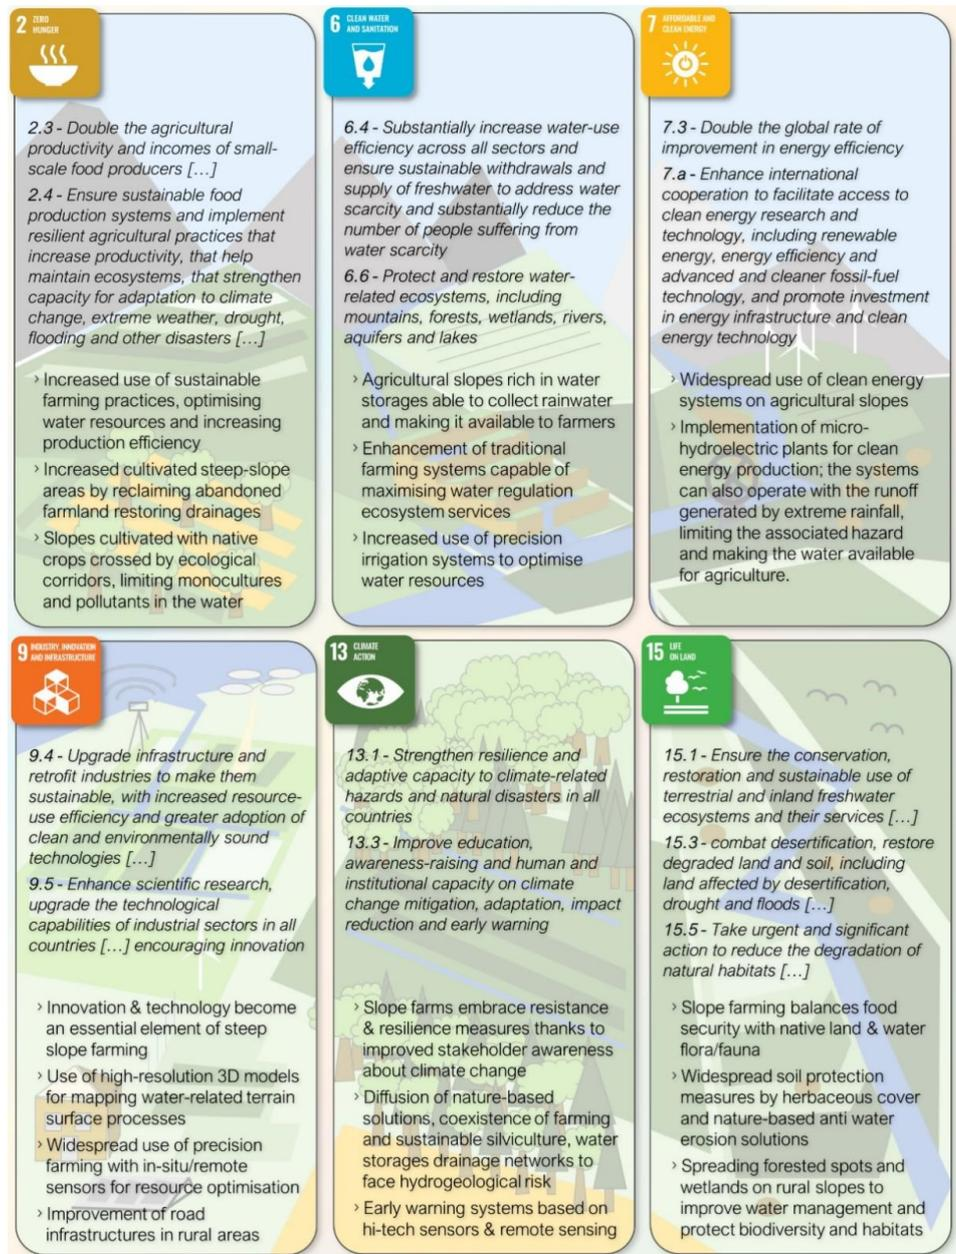 2 ZERO
HUNGER
2.3 - Double the agricultural
productivity and incomes of small-
scale food producers […]
2.4 - Ensure sustainable food
production systems and implement
resilient agricultural practices that
increase productivity, that help
maintain ecosystems, that strengthen
capacity for adaptation to climate
change, extreme weather, drought,
flooding and other disasters […]
› Increased use of sustainable
farming practices, optimising
water resources and increasing
production efficiency
› Increased cultivated steep-slope
areas by reclaiming abandoned
farmland restoring drainages
› Slopes cultivated with native
crops crossed by ecological
corridors, limiting monocultures
and pollutants in the water
6 CLEAN WATER
AND SANITATION
6.4 - Substantially increase water-use
efficiency across all sectors and
ensure sustainable withdrawals and
supply of freshwater to address water
scarcity and substantially reduce the
number of people suffering from
water scarcity
6.6 - Protect and restore water-
related ecosystems, including
mountains, forests, wetlands, rivers,
aquifers and lakes
› Agricultural slopes rich in water
storages able to collect rainwater
and making it available to farmers
› Enhancement of traditional
farming systems capable of
maximising water regulation
ecosystem services
› Increased use of precision
irrigation systems to optimise
water resources
7 AFFORDABLE AND
CLEAN ENERGY
7.3 - Double the global rate of
improvement in energy efficiency
7.a - Enhance international
cooperation to facilitate access to
clean energy research and
technology, including renewable
energy, energy efficiency and
advanced and cleaner fossil-fuel
technology, and promote investment
in energy infrastructure and clean
energy technology
› Widespread use of clean energy
systems on agricultural slopes
› Implementation of micro-
hydroelectric plants for clean
energy production; the systems
can also operate with the runoff
generated by extreme rainfall,
limiting the associated hazard
and making the water available
for agriculture.
9 INDUSTRY, INNOVATION
AND INFRASTRUCTURE
9.4 - Upgrade infrastructure and
retrofit industries to make them
sustainable, with increased resource-
use efficiency and greater adoption of
clean and environmentally sound
technologies […]
9.5 - Enhance scientific research,
upgrade the technological
capabilities of industrial sectors in all
countries […] encouraging innovation
› Innovation & technology become
an essential element of steep
slope farming
› Use of high-resolution 3D models
for mapping water-related terrain
surface processes
› Widespread use of precision
farming with in-situ/remote
sensors for resource optimisation
› Improvement of road
infrastructures in rural areas
13 CLIMATE
ACTION
13.1 - Strengthen resilience and
adaptive capacity to climate-related
hazards and natural disasters in all
countries
13.3 - Improve education,
awareness-raising and human and
institutional capacity on climate
change mitigation, adaptation, impact
reduction and early warning
› Slope farms embrace resistance
& resilience measures thanks to
improved stakeholder awareness
about climate change
› Diffusion of nature-based
solutions, coexistence of farming
and sustainable silviculture, water
storages drainage networks to
face hydrogeological risk
› Early warning systems based on
hi-tech sensors & remote sensing
15 LIFE
ON LAND
15.1 - Ensure the conservation,
restoration and sustainable use of
terrestrial and inland freshwater
ecosystems and their services […]
15.3 - combat desertification, restore
degraded land and soil, including
land affected by desertification,
drought and floods […]
15.5 - Take urgent and significant
action to reduce the degradation of
natural habitats […]
› Slope farming balances food
security with native land & water
flora/fauna
› Widespread soil protection
measures by herbaceous cover
and nature-based anti water
erosion solutions
› Spreading forested spots and
wetlands on rural slopes to
improve water management and
protect biodiversity and habitats